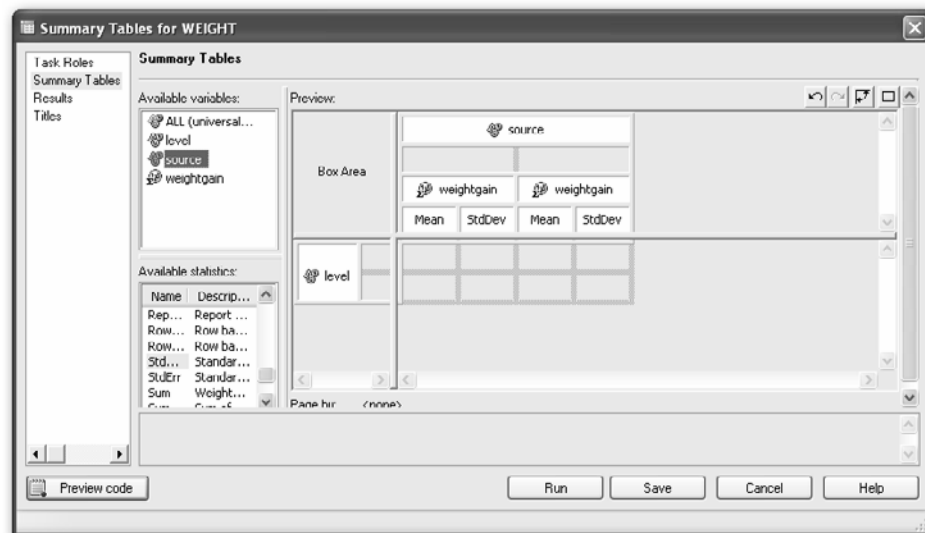 Summary Tables for WEIGHT
Task Roles
Summary Tables
Results
Titles
Summary Tables
Available variables:
ALL (universal...
level
source
weightgain
Available statistics:
Name Descrip...
Rep... Report ...
Row... Row ba...
Row... Row ba...
Std... Standar...
StdErr Standar...
Sum Weight...
Preview:
Box Area
source
weightgain weightgain
Mean StdDev Mean StdDev
level
Page by: <none>
Preview code
Run
Save
Cancel
Help